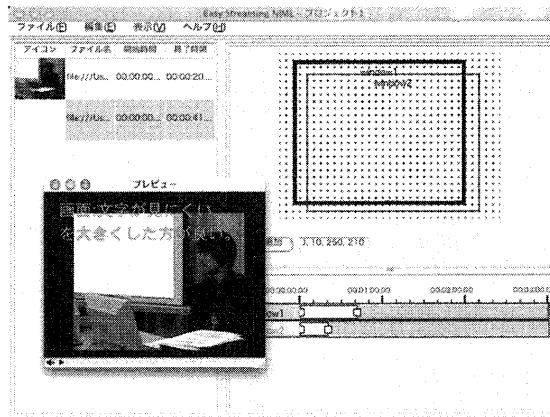 Easy Streaming NIML - プロジェクト1
ファイル(F) 編集(E) 表示(V) ヘルプ(H)
アイコン ファイル名 開始時間 終了時間
file:///Us... 00:00:00... 00:00:20...
file:///Us... 00:00:00... 00:00:41...
window1
window2
プレビュー
画面:文字が見にくい
を大きくした方が良い
3, 10, 250, 210
00:00:00:00 00:01:00:00 00:02:00:00